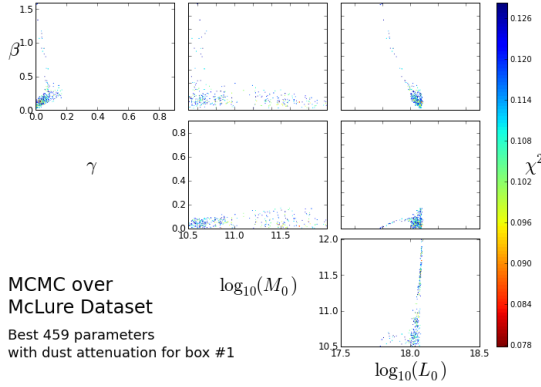 β
1.5
1.0
0.5
0.0
0.0 0.2 0.4 0.6 0.8
γ
0.8
0.6
0.4
0.2
0.0
10.5 11.0 11.5
log10(M0)
12.0
11.5
11.0
10.5
17.5 18.0 18.5
log10(L0)
0.126
0.120
0.114
0.108
0.102
0.096
0.090
0.084
0.078
χ2
MCMC over
McLure Dataset
Best 459 parameters
with dust attenuation for box #1